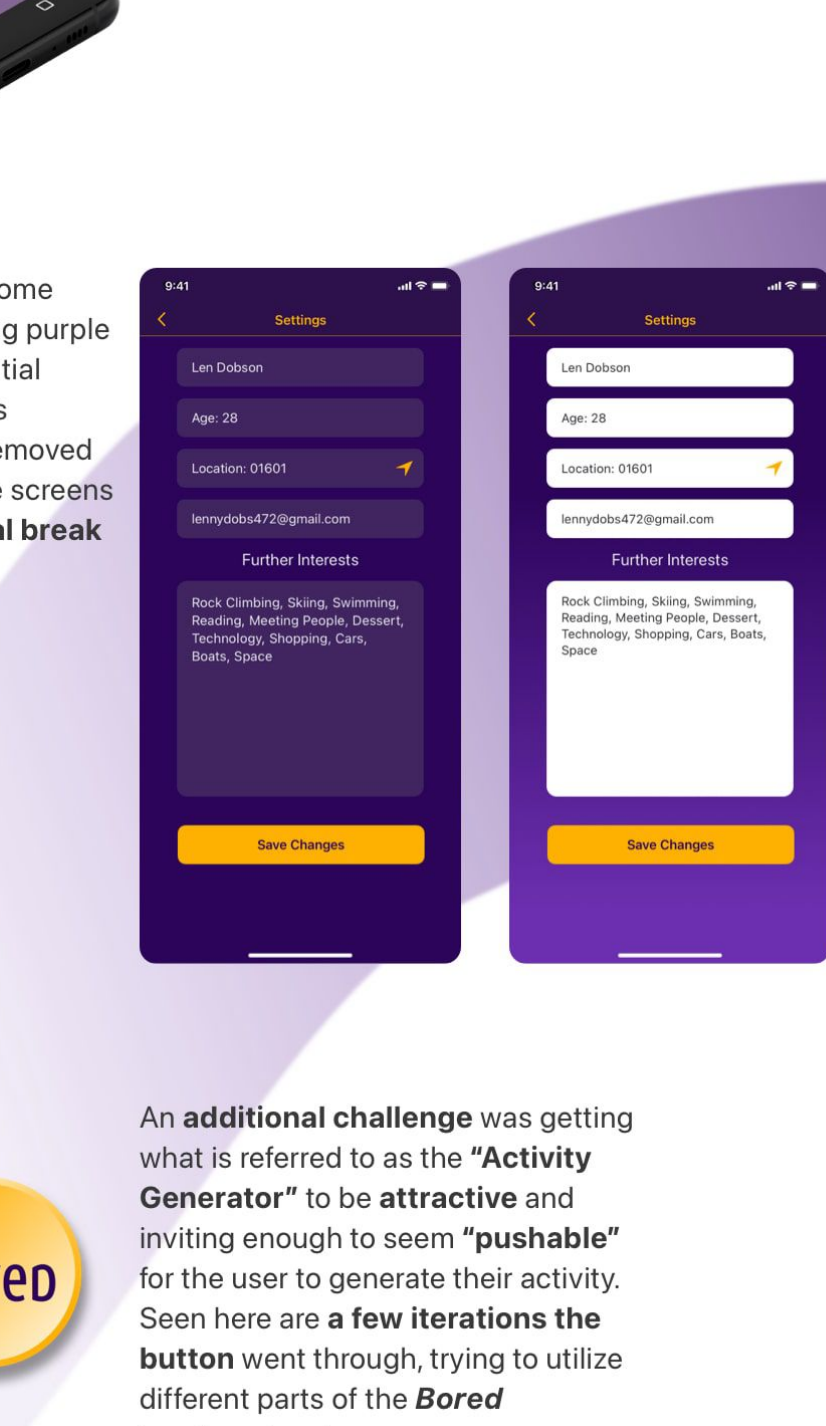 ome
g purple
tial
s
emoved
e screens
al break
9:41
Settings
Len Dobson
Age: 28
Location: 01601
lennydobs472@gmail.com
Further Interests
Rock Climbing, Skiing, Swimming,
Reading, Meeting People, Dessert,
Technology, Shopping, Cars,
Boats, Space
Save Changes
9:41
Settings
Len Dobson
Age: 28
Location: 01601
lennydobs472@gmail.com
Further Interests
Rock Climbing, Skiing, Swimming,
Reading, Meeting People, Dessert,
Technology, Shopping, Cars, Boats,
Space
Save Changes
An additional challenge was getting
what is referred to as the “Activity
Generator” to be attractive and
inviting enough to seem “pushable”
for the user to generate their activity.
Seen here are a few iterations the
button went through, trying to utilize
different parts of the Bored
eD